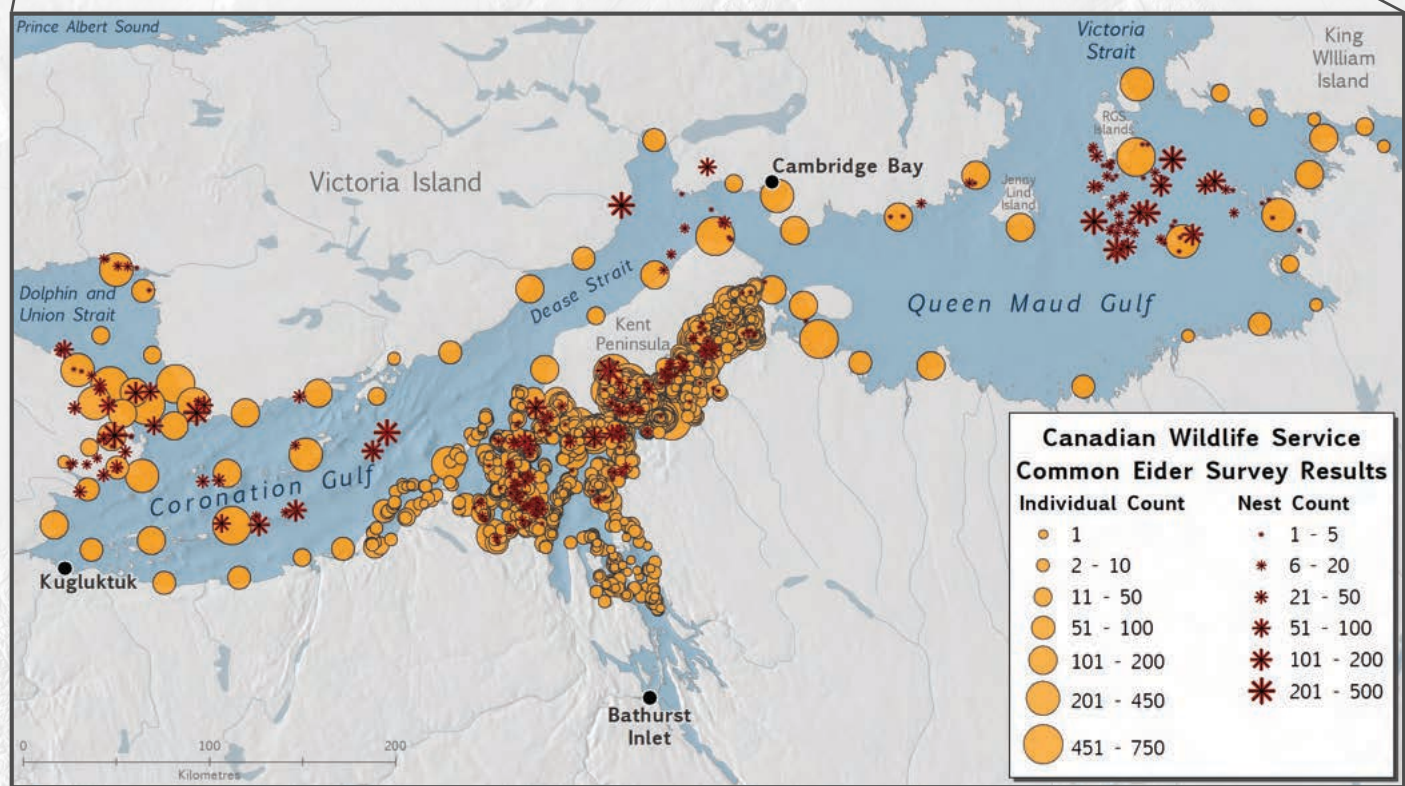 Prince Albert Sound
Victoria
Strait
King
William
Island
RGS
Islands
Cambridge Bay
Victoria Island
Jenny
Lind
Island
Dolphin and
Union Strait
Dease Strait
Queen Maud Gulf
Kent
Peninsula
Coronation Gulf
Kugluktuk
Bathurst
Inlet
0 100 200
Kilometres
Canadian Wildlife Service
Common Eider Survey Results
Individual Count
1
2 - 10
11 - 50
51 - 100
101 - 200
201 - 450
451 - 750
Nest Count
1 - 5
6 - 20
21 - 50
51 - 100
101 - 200
201 - 500